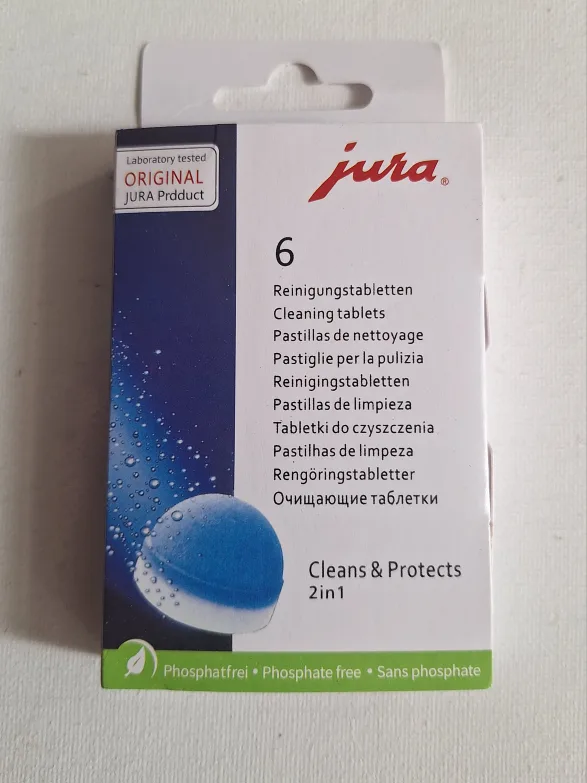 Laboratory tested
ORIGINAL
JURA Prdduct
jura®
6
Reinigungstabletten
Cleaning tablets
Pastillas de nettoyage
Pastiglie per la pulizia
Reinigingstabletten
Pastillas de limpieza
Tabletki do czyszczenia
Pastilhas de limpeza
Rengöringstabletter
Очищающие таблетки
Cleans & Protects
2in1
Phosphatfrei • Phosphate free • Sans phosphate